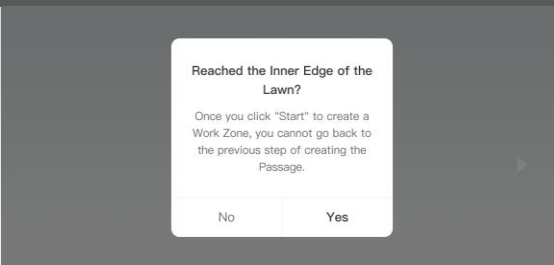 Reached the Inner Edge of the
Lawn?
Once you click "Start" to create a
Work Zone, you cannot go back to
the previous step of creating the
Passage.
No
Yes